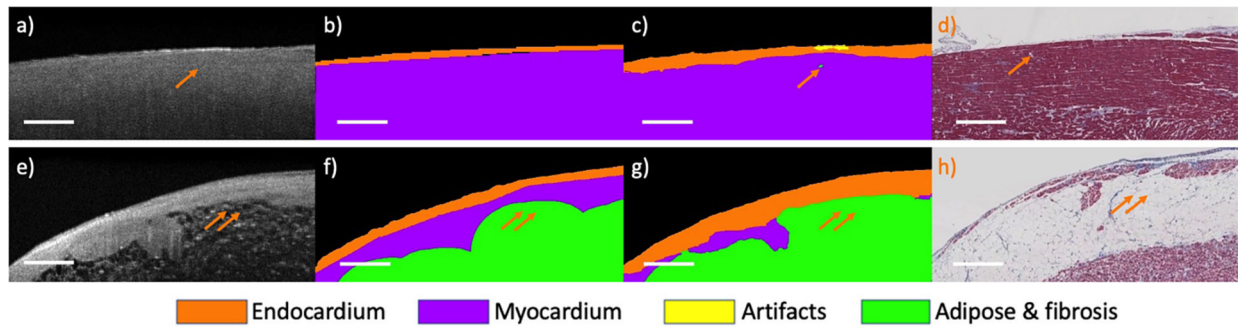 a) b) c) d)
e) f) g) h)
Endocardium Myocardium Artifacts Adipose & fibrosis